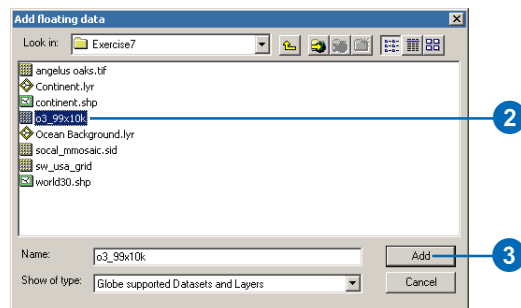 Add floating data
Look in: Exercise7
angelus oaks.tif
Continent.lyr
continent.shp
o3_99x10k
Ocean Background.lyr
socal_mmosaic.sid
sw_usa_grid
world30.shp
2
Name: o3_99x10k Add
3
Show of type: Globe supported Datasets and Layers Cancel